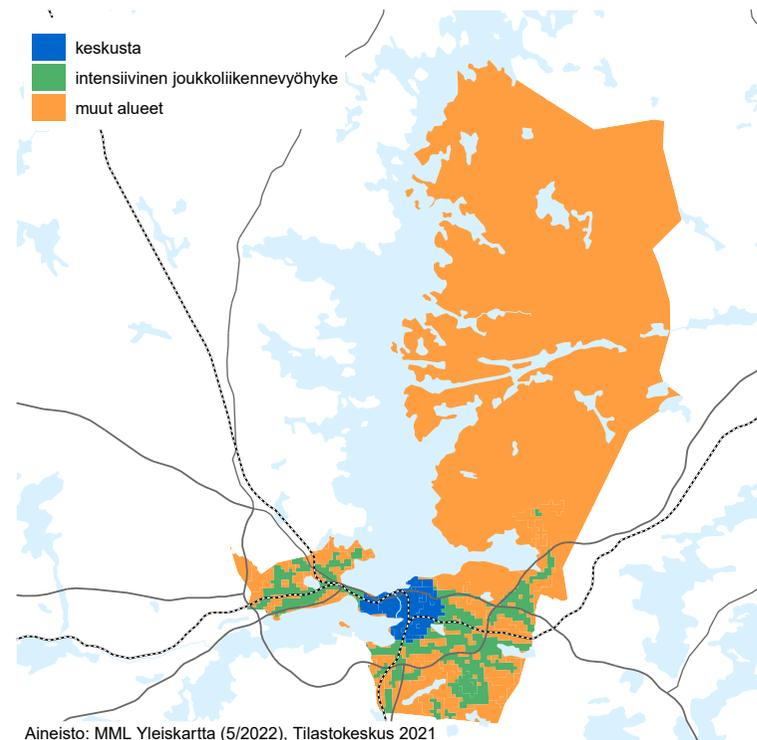 keskusta
intensiivinen joukkoliikennevyöhyke
muut alueet
Aineisto: MML Yleiskartta (5/2022), Tilastokeskus 2021